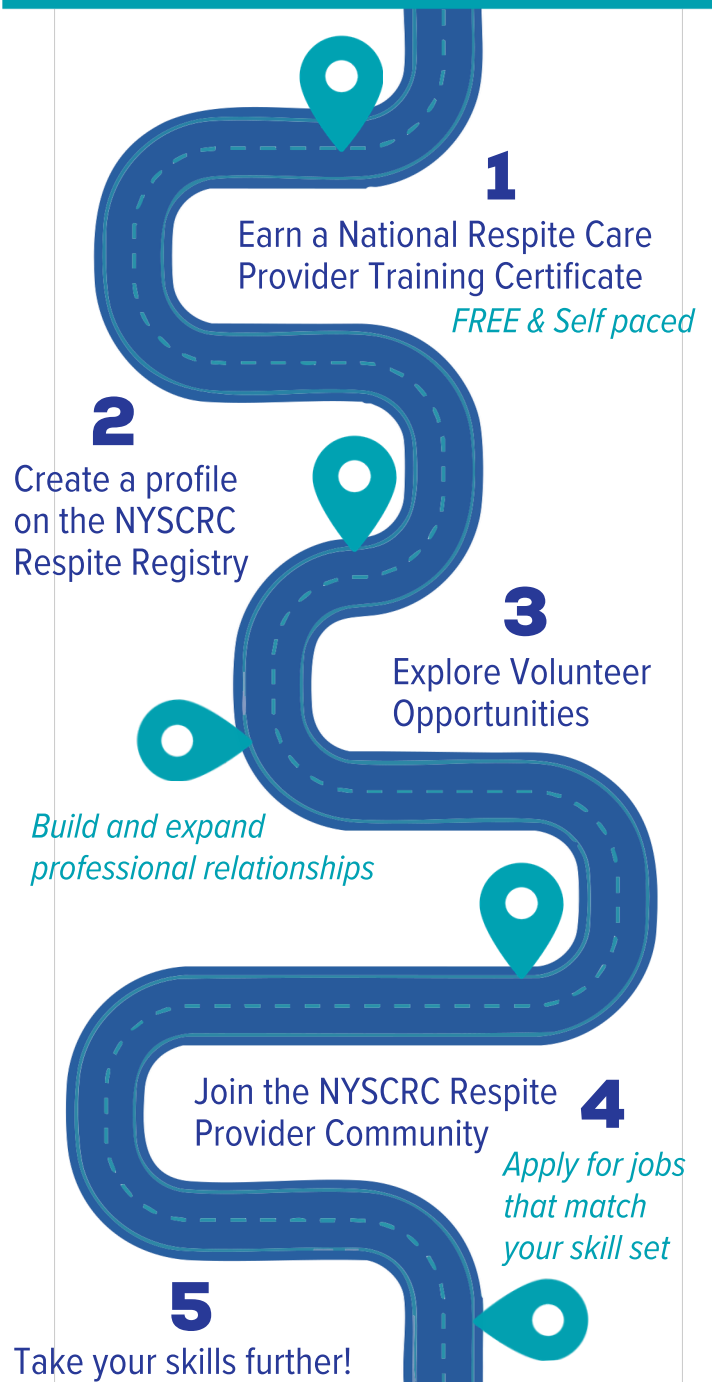 1
Earn a National Respite Care
Provider Training Certificate
FREE & Self paced
2
Create a profile
on the NYSCRC
Respite Registry
3
Explore Volunteer
Opportunities
Build and expand
professional relationships
4
Join the NYSCRC Respite
Provider Community
Apply for jobs
that match
your skill set
5
Take your skills further!